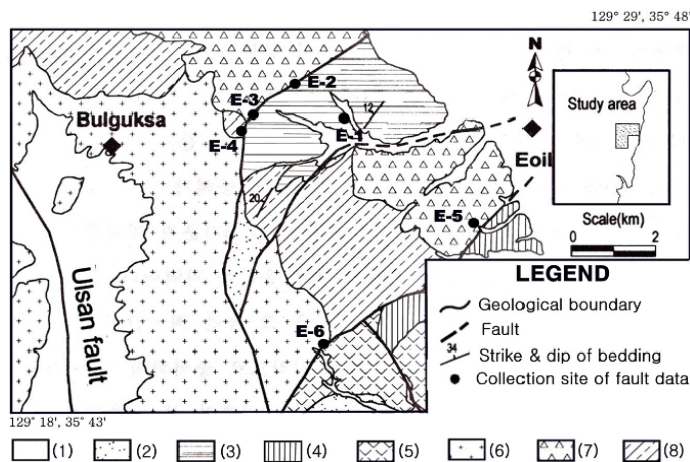 129° 29', 35° 48'
N
E-2
E-3
12
Study area
Bulguksa
E-1
E-4
Eoil
20
E-5
Scale(km)
0 2
LEGEND
Geological boundary
Fault
34
Strike & dip of bedding
Collection site of fault data
Ulsan fault
E-6
129° 18', 35° 43'
(1) (2) (3) (4) (5) (6) (7) (8)